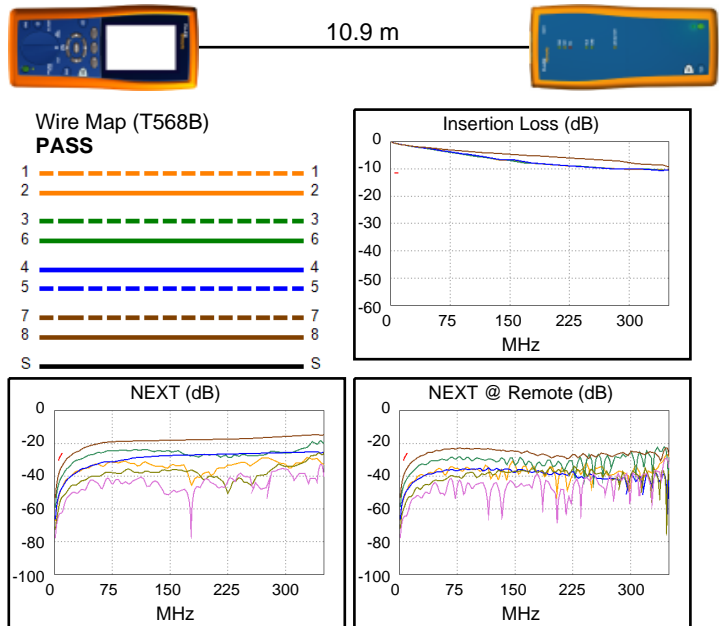 10.9 m
Wire Map (T568B)
PASS
1 1
2 2
3 3
6 6
4 4
5 5
7 7
8 8
S S
Insertion Loss (dB)
0
-10
-20
-30
-40
-50
-60
0 75 150 225 300
MHz
NEXT (dB)
0
-20
-40
-60
-80
-100
0 75 150 225 300
MHz
NEXT @ Remote (dB)
0
-20
-40
-60
-80
-100
0 75 150 225 300
MHz